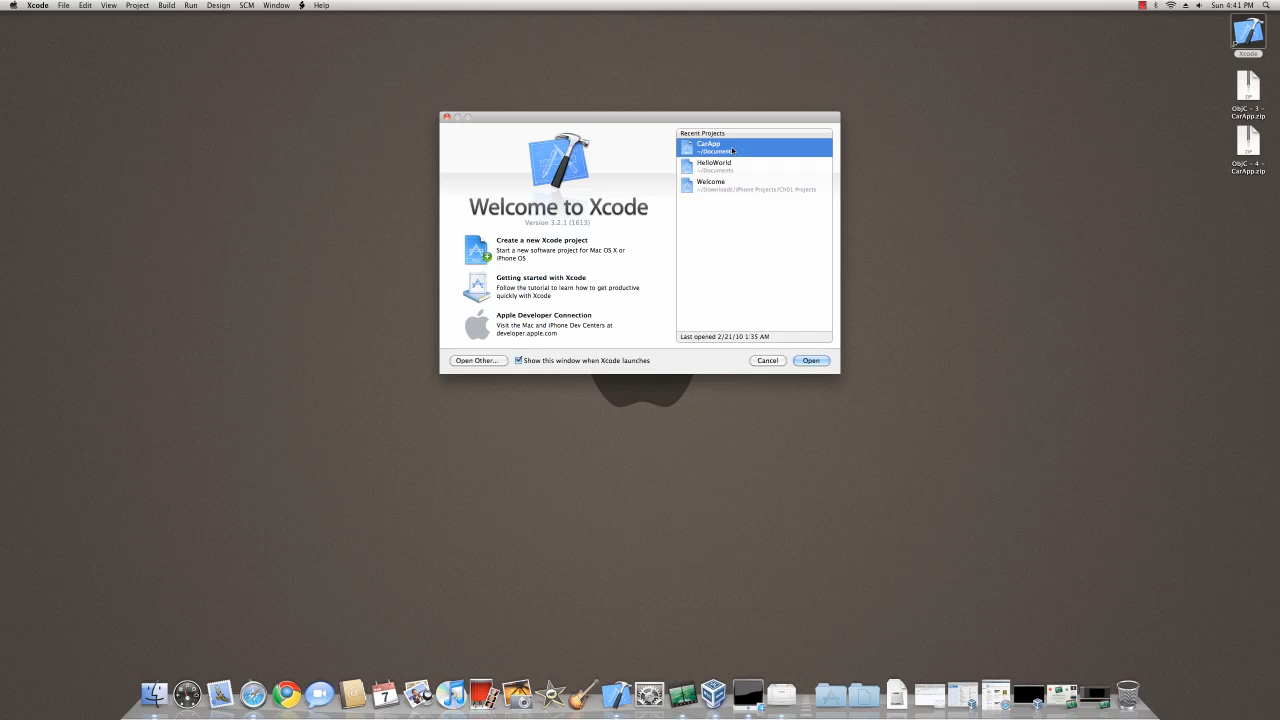 Xcode File Edit View Project Build Run Design SCM Window Help
Sun 4:41 PM
Xcode
ZIP
ObjC - 3 -
CarApp.zip
ZIP
ObjC - 4 -
CarApp.zip
Recent Projects
CarApp
~/Documents
HelloWorld
~/Documents
Welcome
~/Downloads/iPhone Projects/Ch01 Projects
Last opened 2/21/10 1:35 AM
Welcome to Xcode
Version 3.2.1 (1613)
Create a new Xcode project
Start a new software project for Mac OS X or
iPhone OS
Getting started with Xcode
Follow the tutorial to learn how to get productive
quickly with Xcode
Apple Developer Connection
Visit the Mac and iPhone Dev Centers at
developer.apple.com
Open Other...
Show this window when Xcode launches
Cancel
Open
7